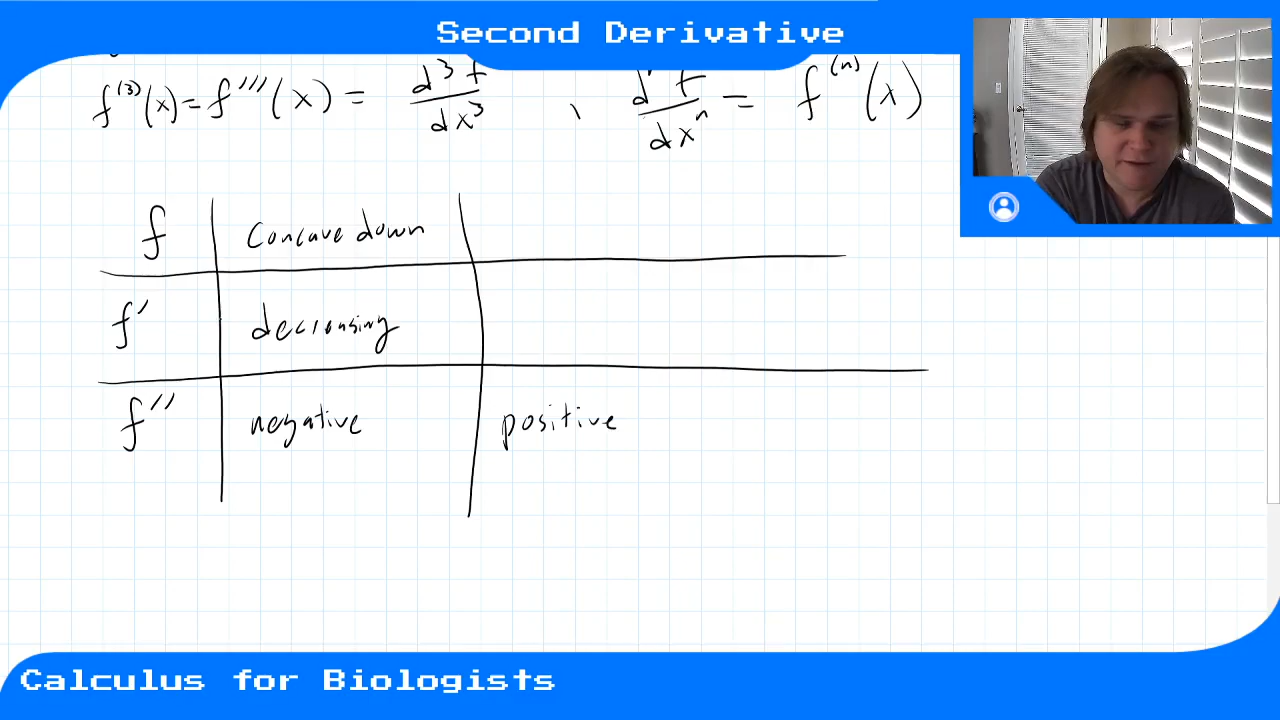 Second Derivative
f⁽³⁾(x) = f‴(x) = d³f/dx³ , dⁿf/dxⁿ = f⁽ⁿ⁾(x)
f Concave down
f′ decreasing
f″ negative positive
Calculus for Biologists